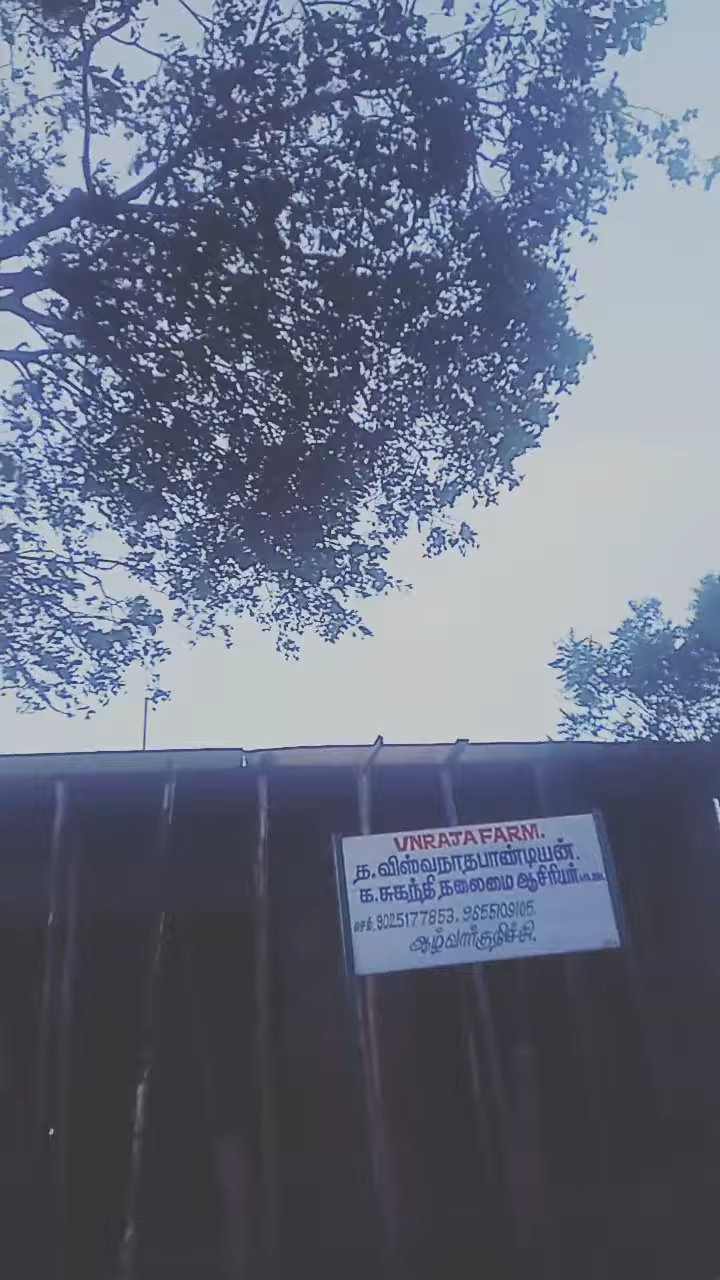 VNRAJA FARM.
த.விஸ்வநாதபாண்டியன்.
க.சுகந்தி தலைமை ஆசிரியர்
செல். 8025177853. 9655109105.
ஆழ்வார்குறிச்சி.